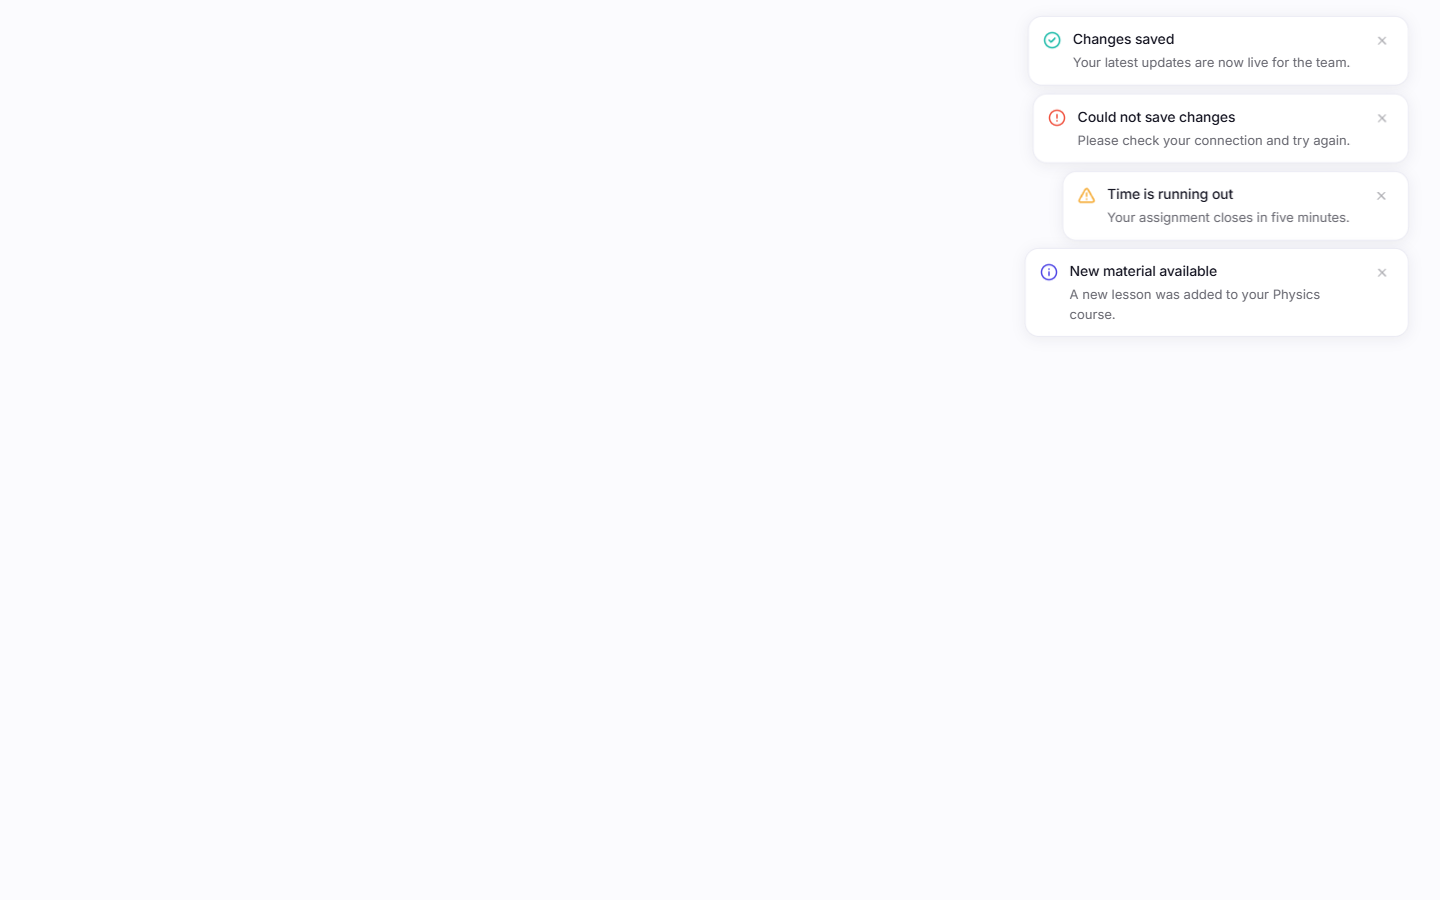 Changes saved
Your latest updates are now live for the team.
Could not save changes
Please check your connection and try again.
Time is running out
Your assignment closes in five minutes.
New material available
A new lesson was added to your Physics
course.